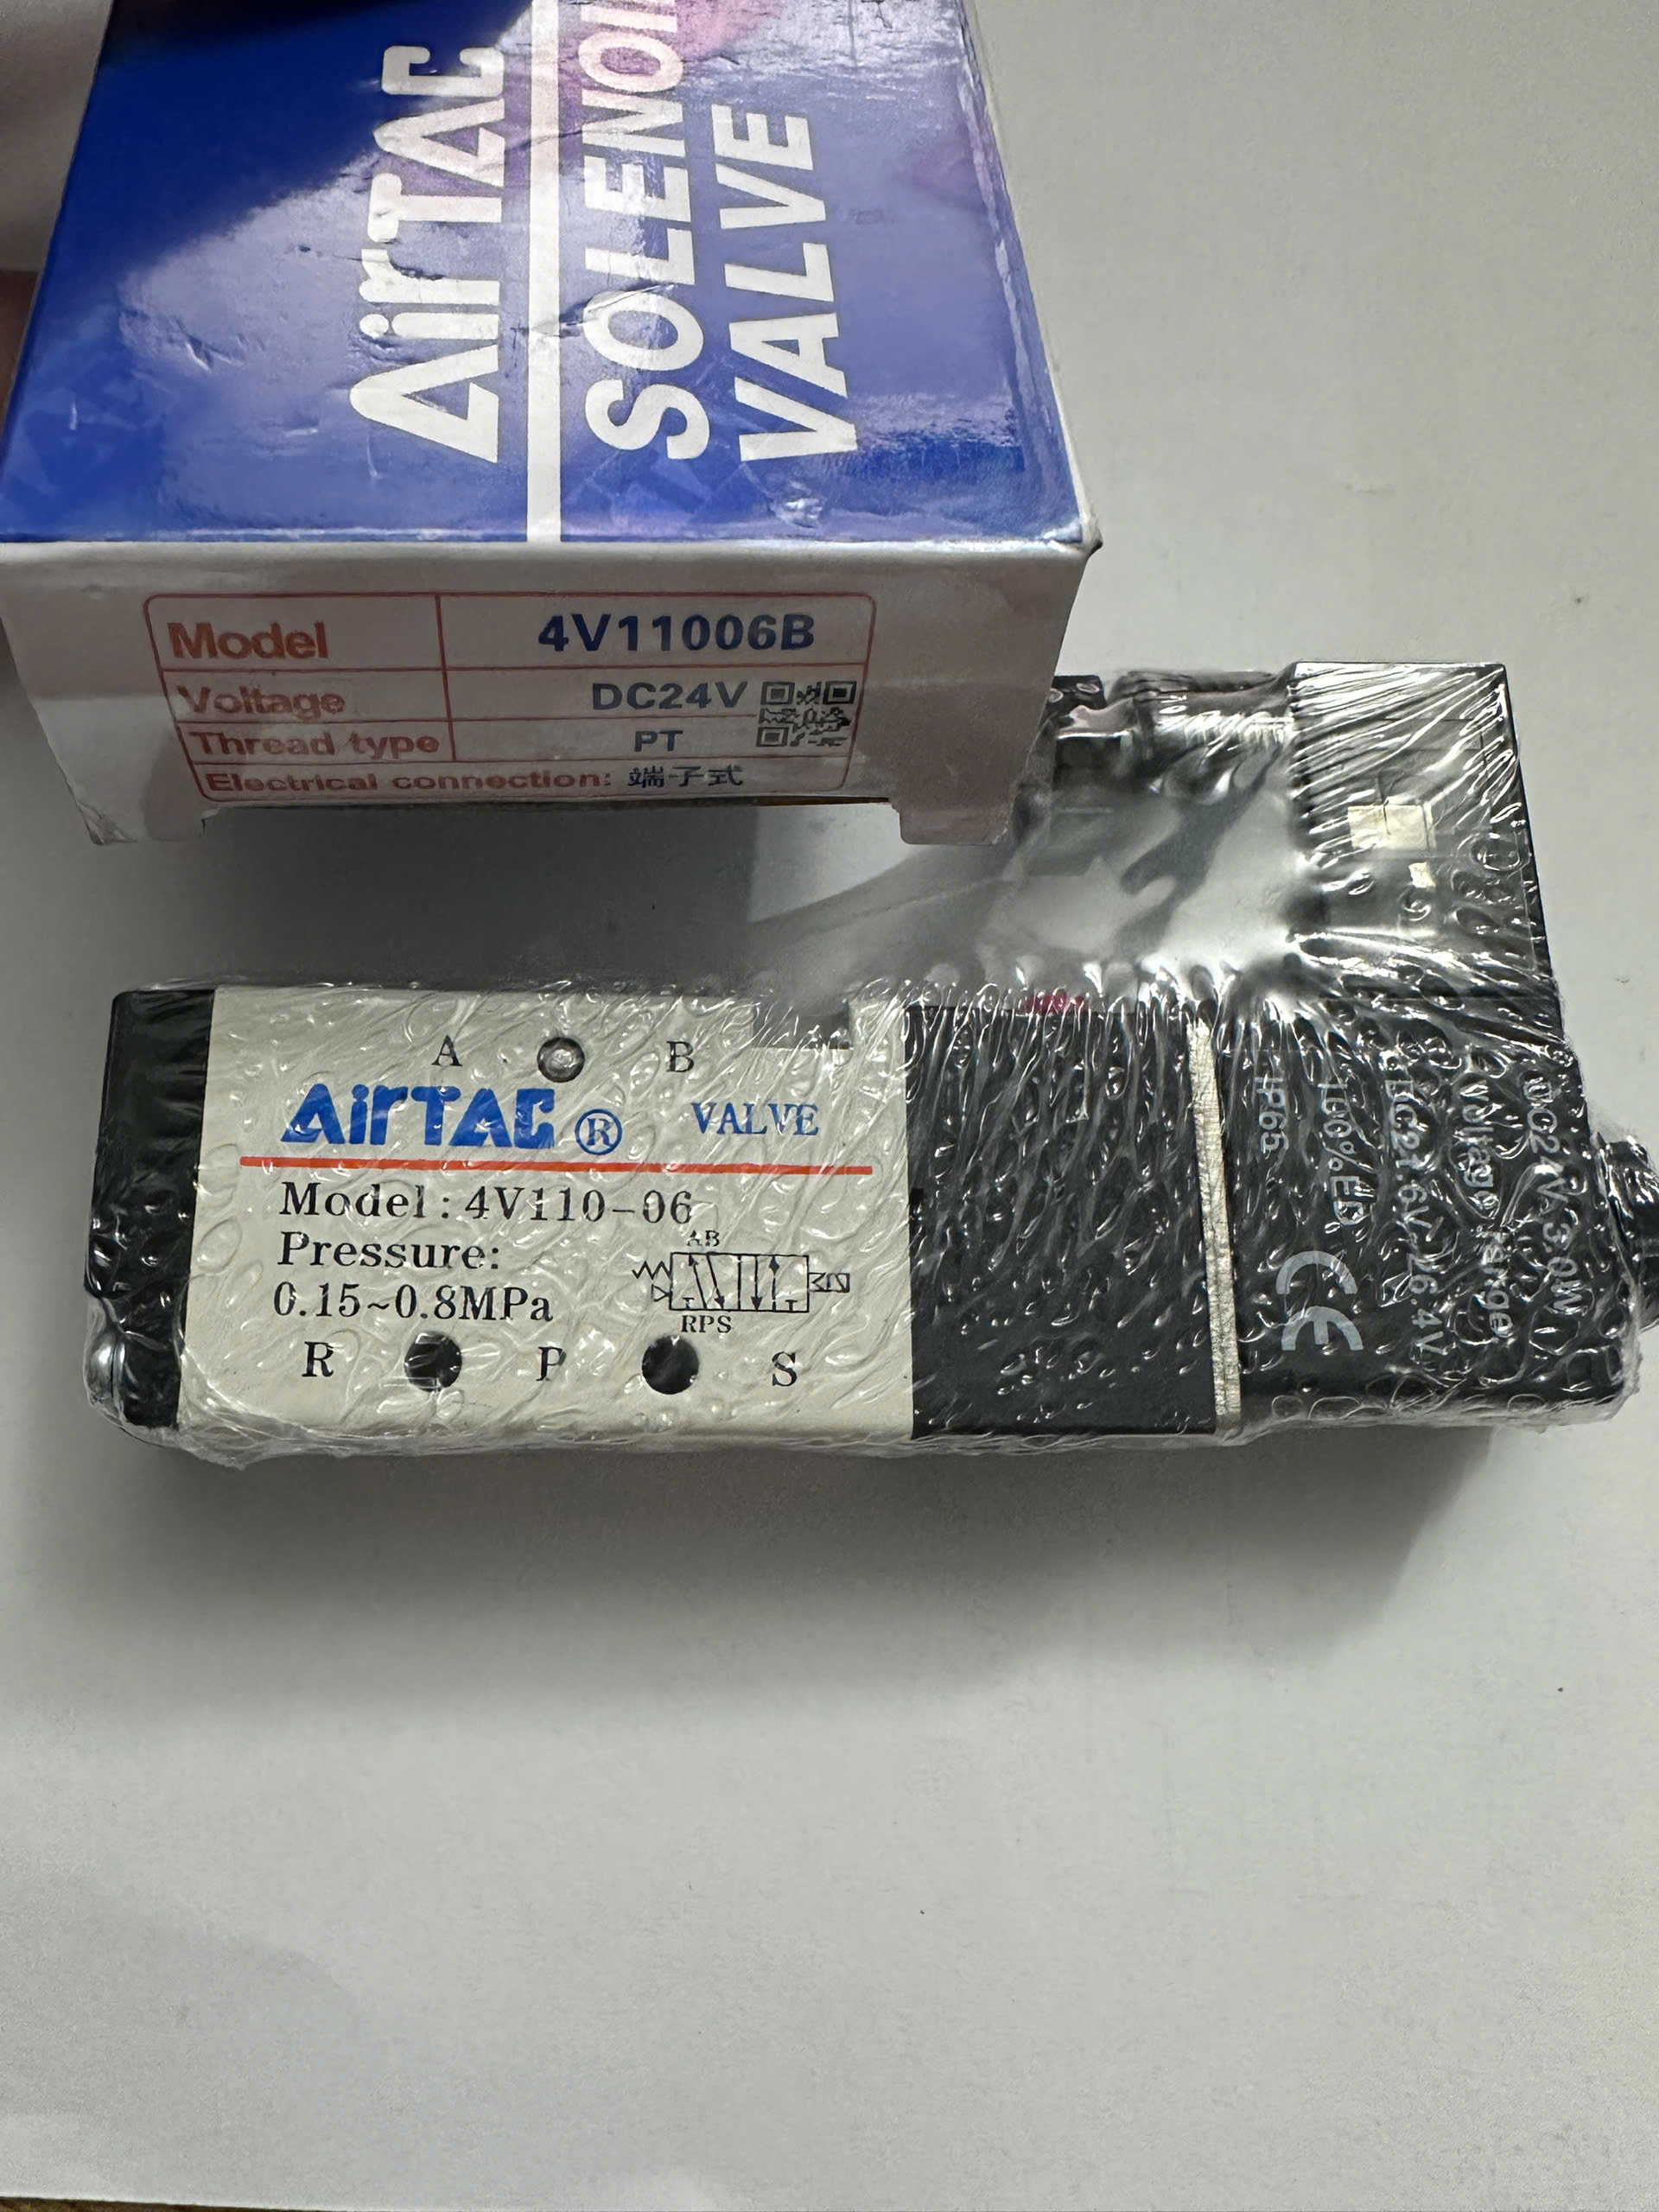 AirTAC
SOLENOI
VALVE
Model 4V11006B
Voltage DC24V
Thread type PT
Electrical connection: 端子式
A B
AirTAC ® VALVE
Model:4V110-06
Pressure:
0.15~0.8MPa
AB
RPS
R P S
DC24V 3.0W
Voltage range
DC21.6V~26.4V
100%ED
IP65
CE